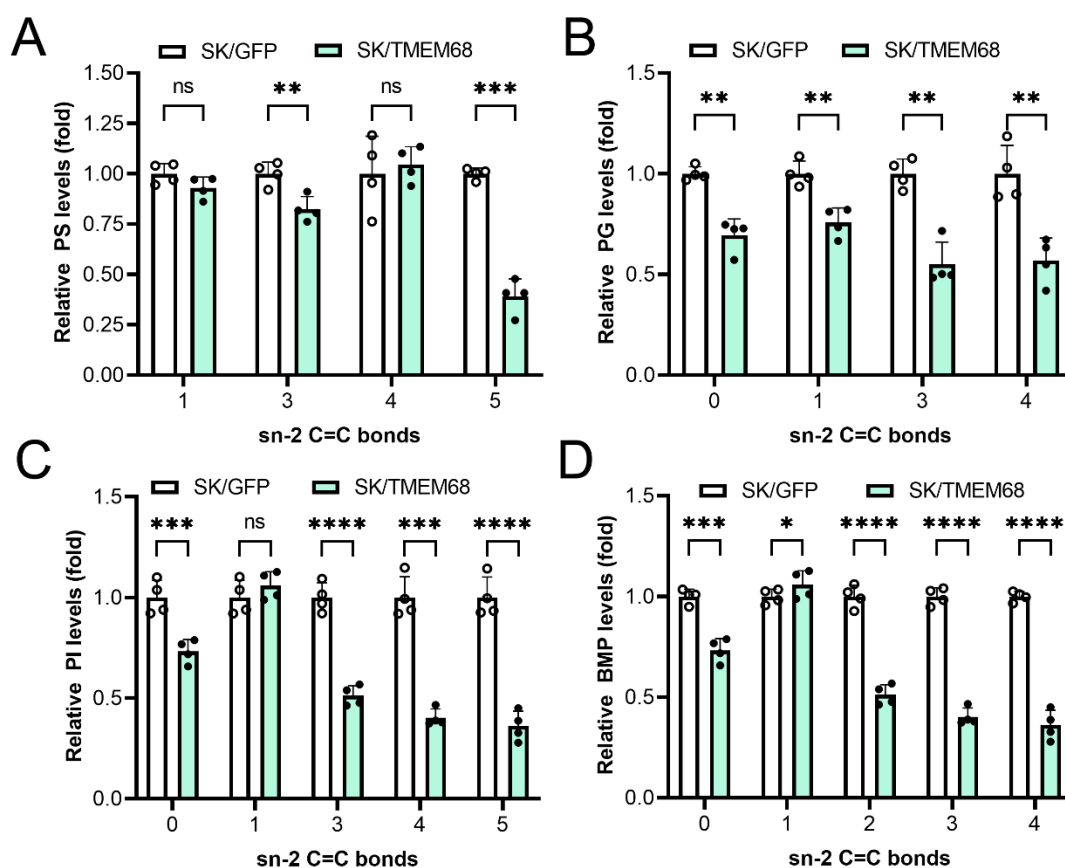 A
SK/GFP SK/TMEM68
Relative PS levels (fold)
1.50
1.25
1.00
0.75
0.50
0.25
0.00
ns ** ns ***
1 3 4 5
sn-2 C=C bonds
B
SK/GFP SK/TMEM68
Relative PG levels (fold)
1.5
1.0
0.5
0.0
** ** ** **
0 1 3 4
sn-2 C=C bonds
C
SK/GFP SK/TMEM68
Relative PI levels (fold)
1.0
0.5
0.0
*** ns **** *** ****
0 1 3 4 5
sn-2 C=C bonds
D
SK/GFP SK/TMEM68
Relative BMP levels (fold)
1.0
0.5
0.0
*** * **** **** ****
0 1 2 3 4
sn-2 C=C bonds